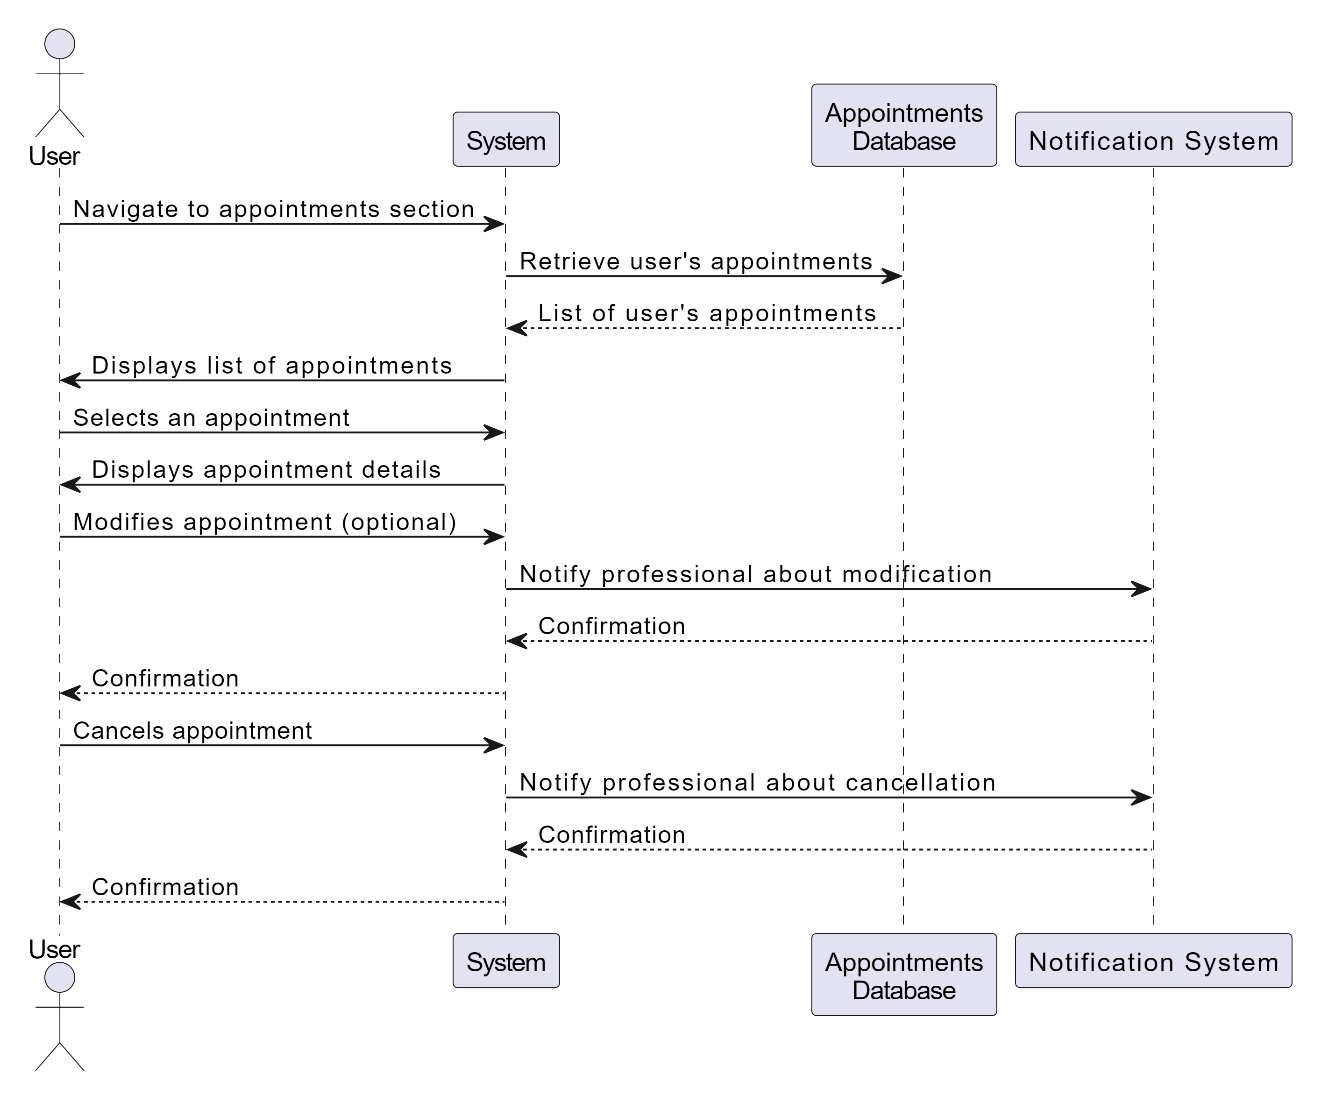 User
System
Appointments
Database
Notification System
Navigate to appointments section
Retrieve user's appointments
List of user's appointments
Displays list of appointments
Selects an appointment
Displays appointment details
Modifies appointment (optional)
Notify professional about modification
Confirmation
Confirmation
Cancels appointment
Notify professional about cancellation
Confirmation
Confirmation
User
System
Appointments
Database
Notification System